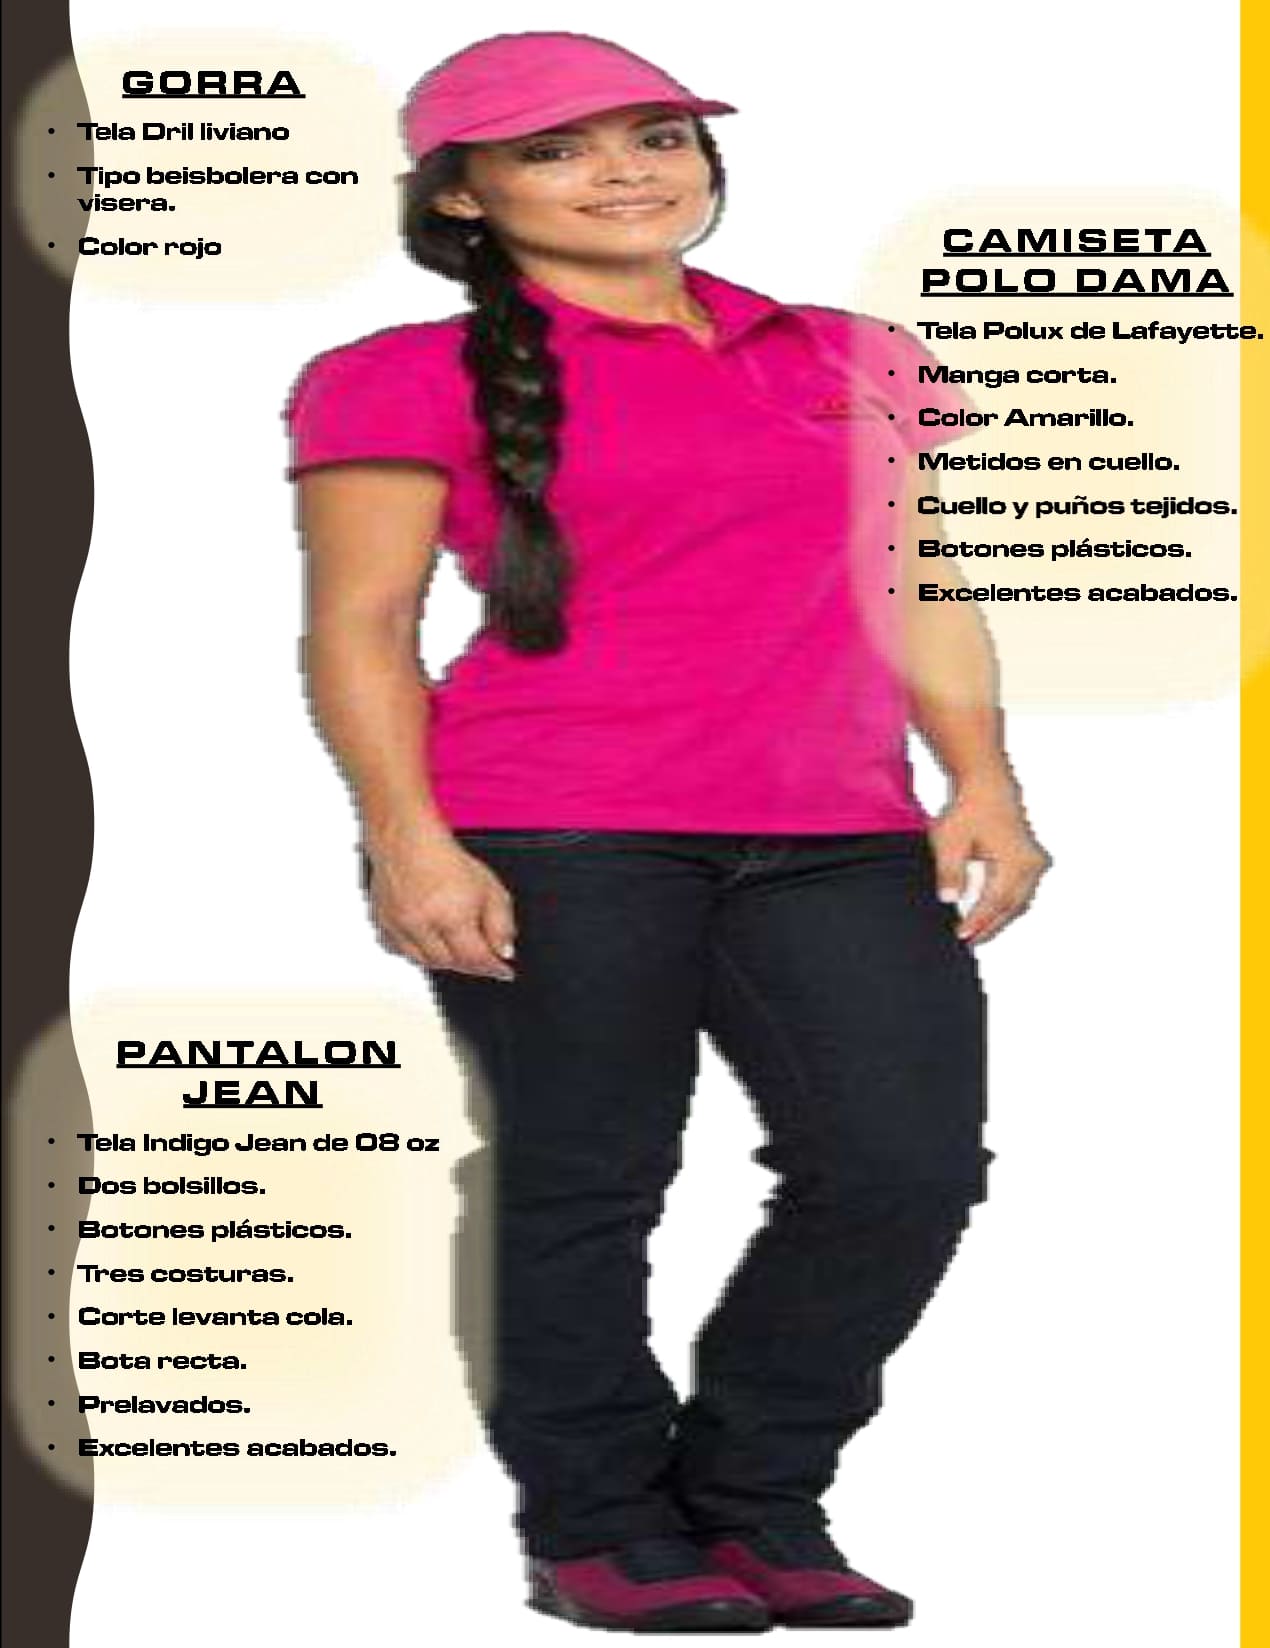 GORRA
• Tela Dril liviano
• Tipo beisbolera con
visera.
• Color rojo
CAMISETA
POLO DAMA
• Tela Polux de Lafayette.
• Manga corta.
• Color Amarillo.
• Metidos en cuello.
• Cuello y puños tejidos.
• Botones plásticos.
• Excelentes acabados.
PANTALON
JEAN
• Tela Indigo Jean de 08 oz
• Dos bolsillos.
• Botones plásticos.
• Tres costuras.
• Corte levanta cola.
• Bota recta.
• Prelavados.
• Excelentes acabados.